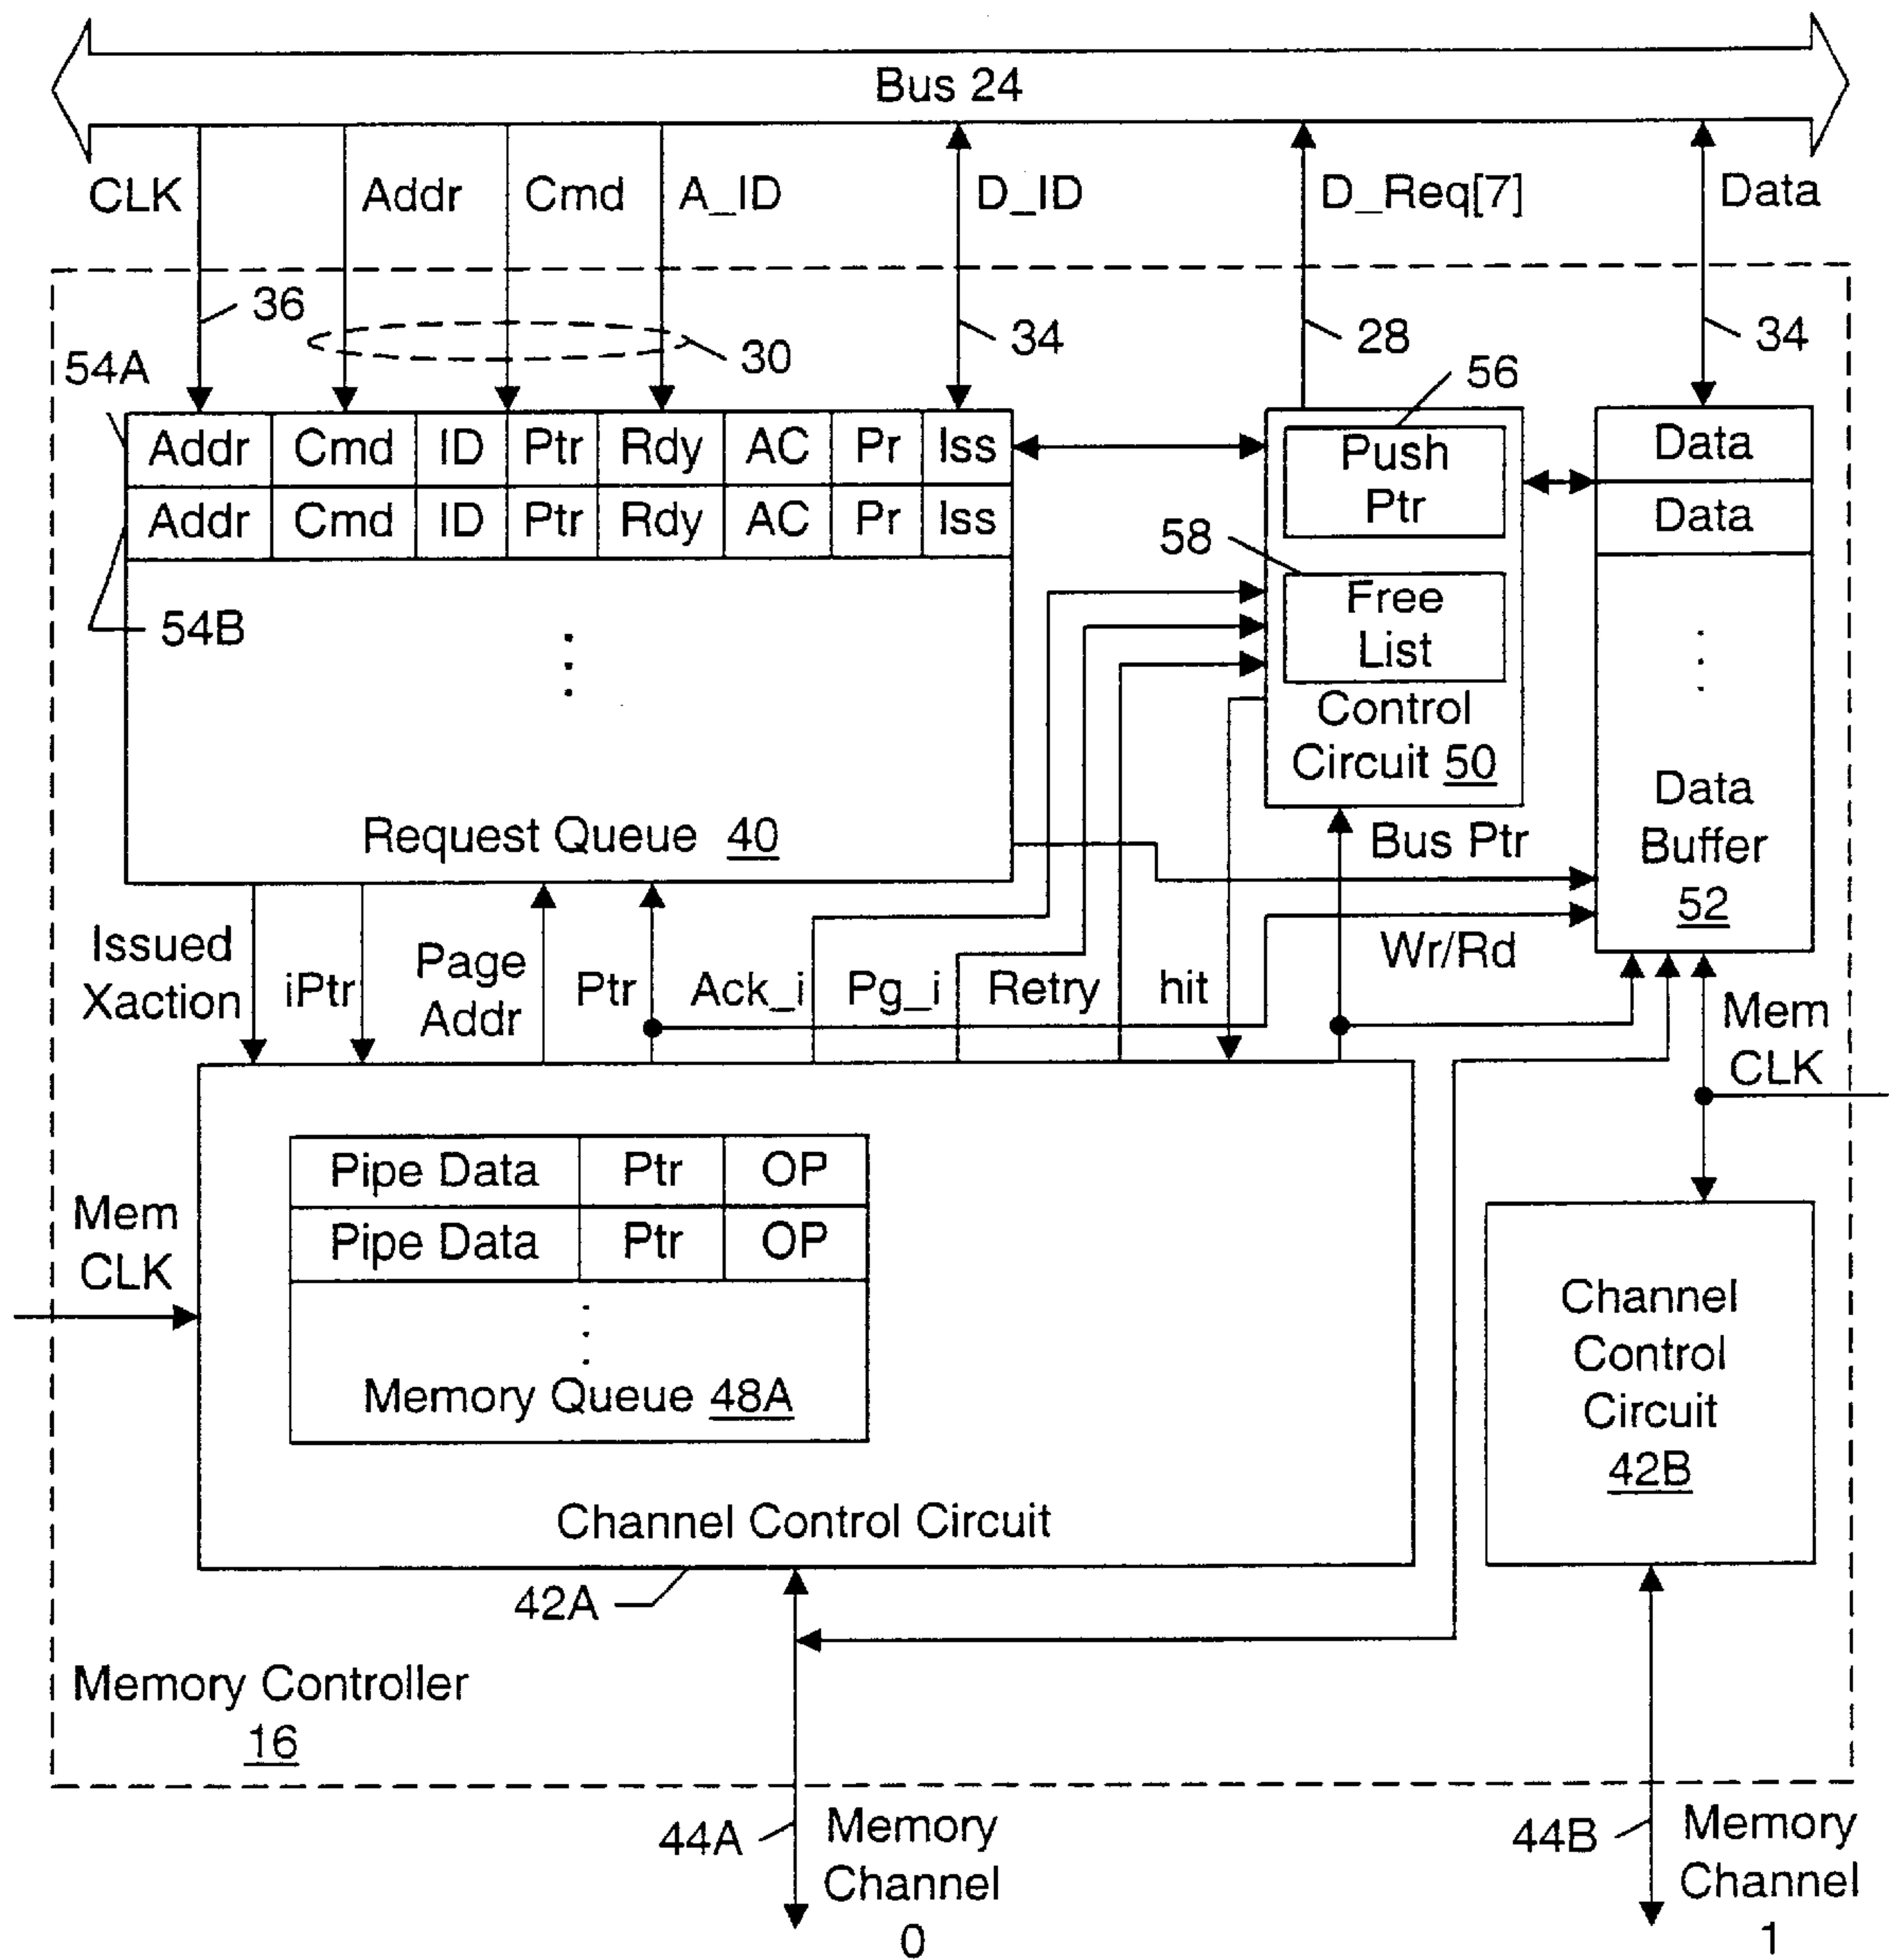 Bus 24
CLK
Addr
Cmd
A_ID
D_ID
D_Req[7]
Data
36
30
34
28
34
54A
56
Addr Cmd ID Ptr Rdy AC Pr Iss
Addr Cmd ID Ptr Rdy AC Pr Iss
54B
Request Queue 40
Push
Ptr
58
Free
List
Control
Circuit 50
Data
Data
Data
Buffer
52
Bus Ptr
Wr/Rd
Issued
Xaction
iPtr
Page
Addr
Ptr
Ack_i
Pg_i
Retry
hit
Mem
CLK
Mem
CLK
Pipe Data Ptr OP
Pipe Data Ptr OP
Memory Queue 48A
Channel Control Circuit
42A
Channel
Control
Circuit
42B
Memory Controller
16
44A
Memory
Channel
0
44B
Memory
Channel
1